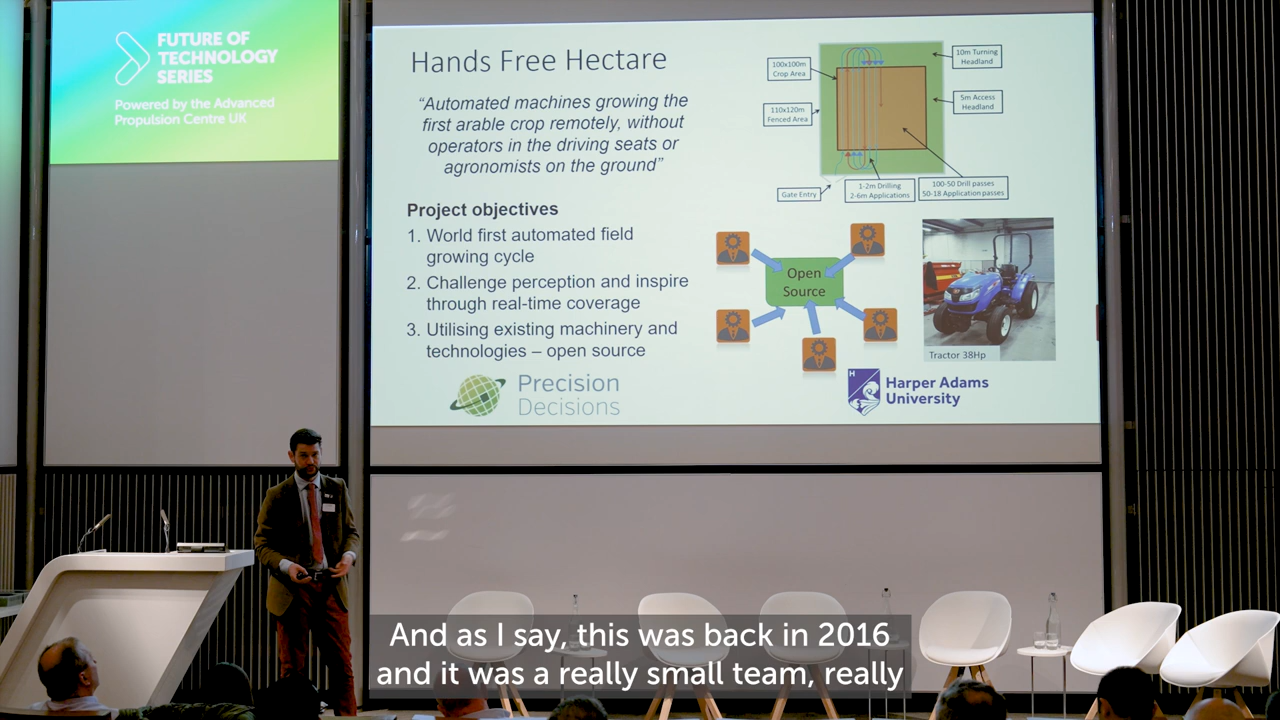 FUTURE OF
TECHNOLOGY
SERIES
Powered by the Advanced
Propulsion Centre UK
Hands Free Hectare
“Automated machines growing the
first arable crop remotely, without
operators in the driving seats or
agronomists on the ground”
Project objectives
1. World first automated field
growing cycle
2. Challenge perception and inspire
through real-time coverage
3. Utilising existing machinery and
technologies – open source
Precision
Decisions
100x100m
Crop Area
110x120m
Fenced Area
10m Turning
Headland
5m Access
Headland
Gate Entry
1-2m Drilling
2-6m Applications
100-50 Drill passes
50-18 Application passes
Open
Source
Tractor 38Hp
H
Harper Adams
University
And as I say, this was back in 2016
and it was a really small team, really